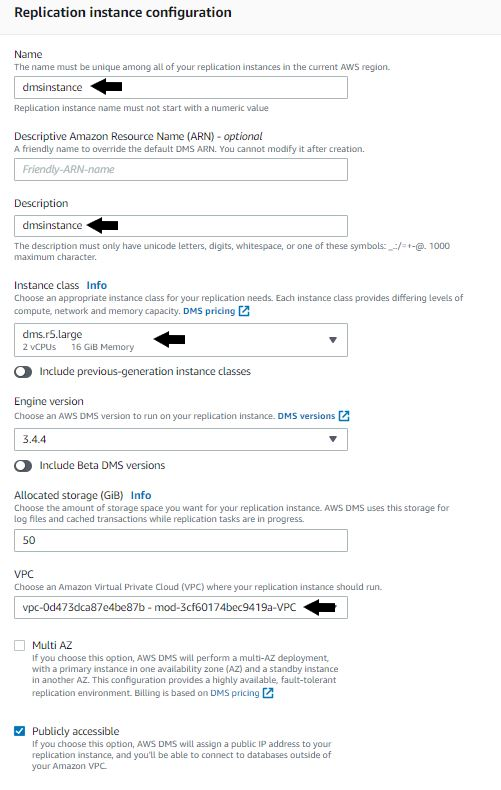 Replication instance configuration
Name
The name must be unique among all of your replication instances in the current AWS region.
dmsinstance
Replication instance name must not start with a numeric value
Descriptive Amazon Resource Name (ARN) - optional
A friendly name to override the default DMS ARN. You cannot modify it after creation.
Friendly-ARN-name
Description
dmsinstance
The description must only have unicode letters, digits, whitespace, or one of these symbols: _.:/=+-@. 1000
maximum character.
Instance class Info
Choose an appropriate instance class for your replication needs. Each instance class provides differing levels of
compute, network and memory capacity. DMS pricing
dms.r5.large
2 vCPUs 16 GiB Memory
Include previous-generation instance classes
Engine version
Choose an AWS DMS version to run on your replication instance. DMS versions
3.4.4
Include Beta DMS versions
Allocated storage (GiB) Info
Choose the amount of storage space you want for your replication instance. AWS DMS uses this storage for
log files and cached transactions while replication tasks are in progress.
50
VPC
Choose an Amazon Virtual Private Cloud (VPC) where your replication instance should run.
vpc-0d473dca87e4be87b - mod-3cf60174bec9419a-VPC
Multi AZ
If you choose this option, AWS DMS will perform a multi-AZ deployment,
with a primary instance in one availability zone (AZ) and a standby instance
in another AZ. This configuration provides a highly available, fault-tolerant
replication environment. Billing is based on DMS pricing
Publicly accessible
If you choose this option, AWS DMS will assign a public IP address to your
replication instance, and you'll be able to connect to databases outside of
your Amazon VPC.